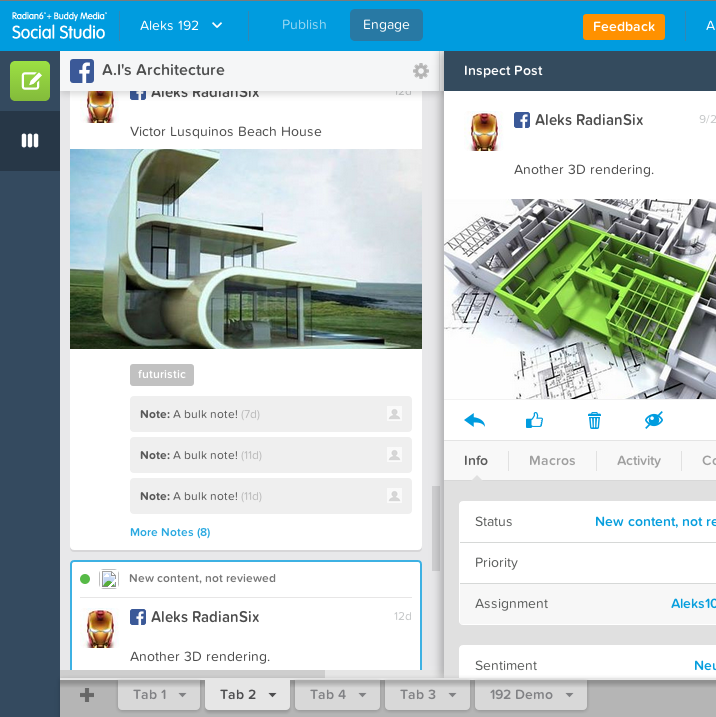 Radian6 + Buddy Media
Social Studio
Aleks 192
Publish
Engage
Feedback
A
A.I's Architecture
Aleks RadianSix
12d
Victor Lusquinos Beach House
futuristic
Note: A bulk note! (7d)
Note: A bulk note! (11d)
Note: A bulk note! (11d)
More Notes (8)
New content, not reviewed
Aleks RadianSix
12d
Another 3D rendering.
Inspect Post
Aleks RadianSix
9/2
Another 3D rendering.
Info
Macros
Activity
Co
Status
New content, not re
Priority
Assignment
Aleks10
Sentiment
Neu
Tab 1
Tab 2
Tab 4
Tab 3
192 Demo